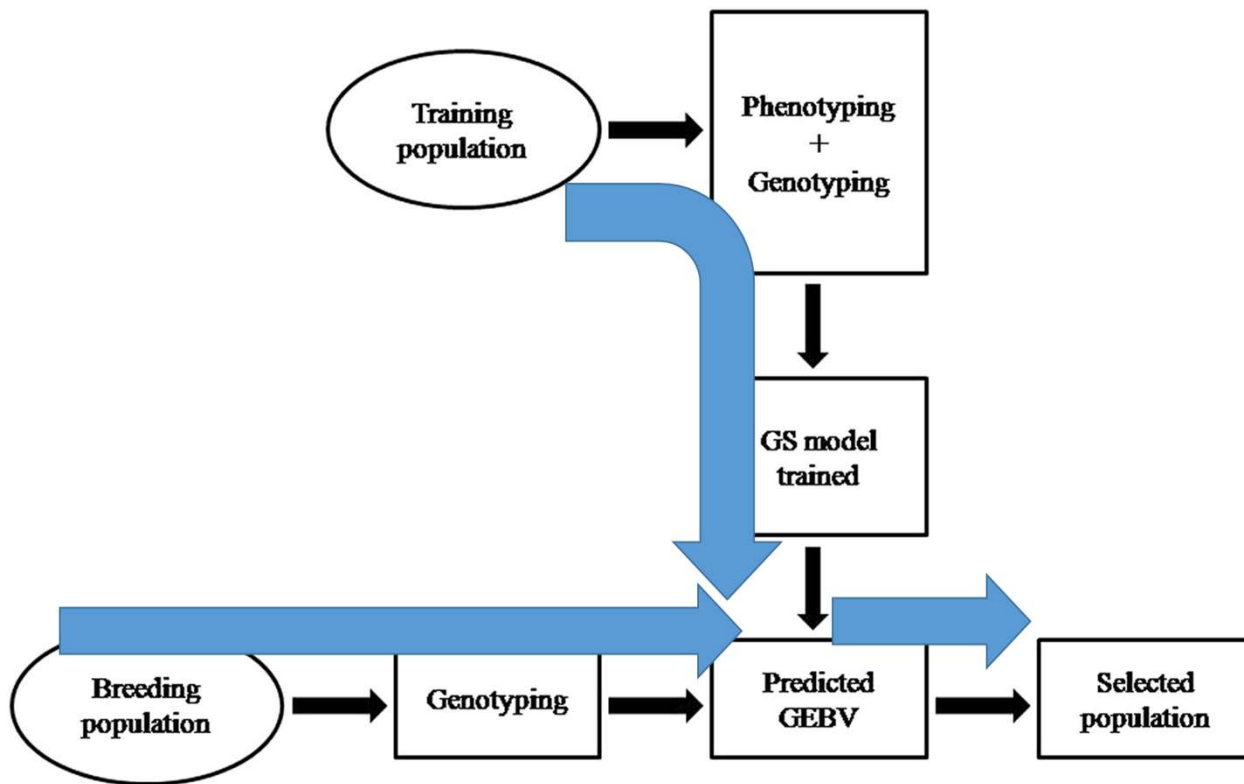 Training
population
Phenotyping
+
Genotyping
GS model
trained
Breeding
population
Genotyping
Predicted
GEBV
Selected
population